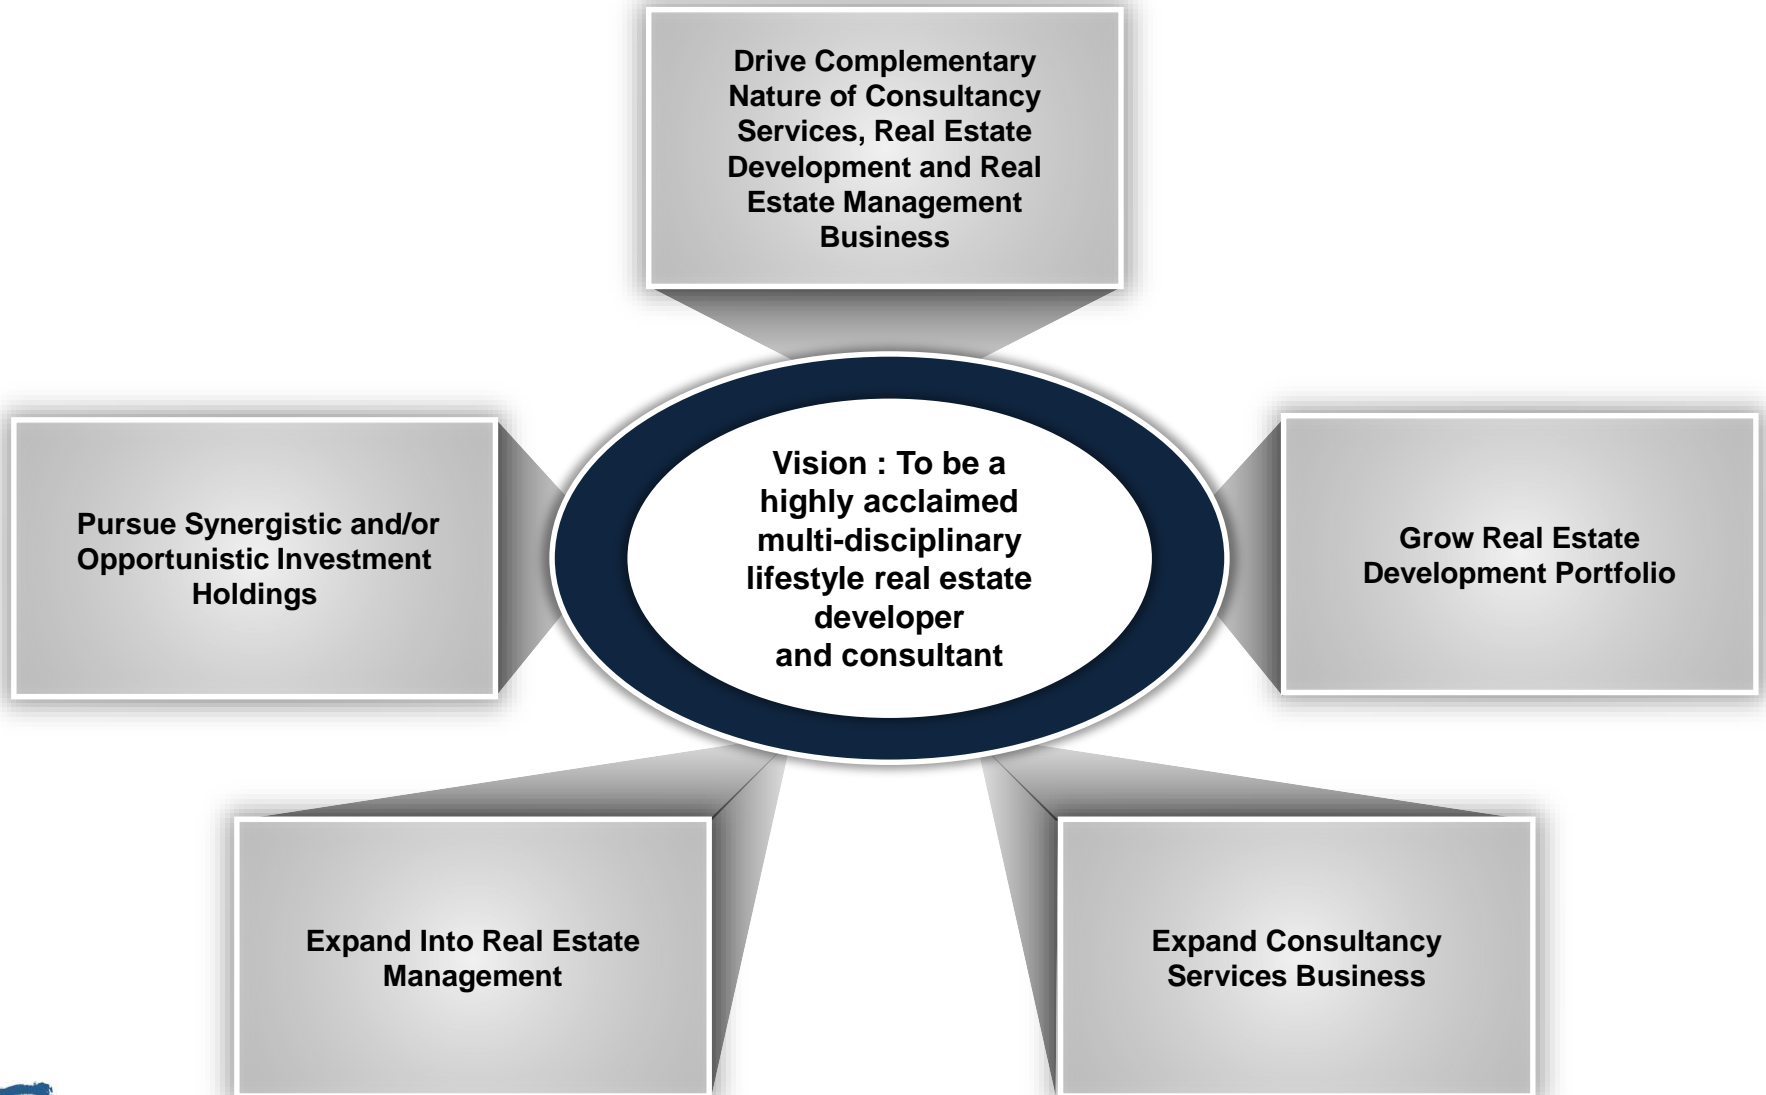 Drive Complementary
Nature of Consultancy
Services, Real Estate
Development and Real
Estate Management
Business
Vision : To be a
highly acclaimed
multi-disciplinary
lifestyle real estate
developer
and consultant
Pursue Synergistic and/or
Opportunistic Investment
Holdings
Grow Real Estate
Development Portfolio
Expand Into Real Estate
Management
Expand Consultancy
Services Business